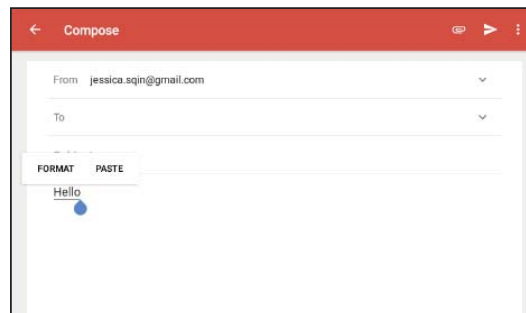 Compose
From jessica.sqin@gmail.com
To
FORMAT PASTE
Hello